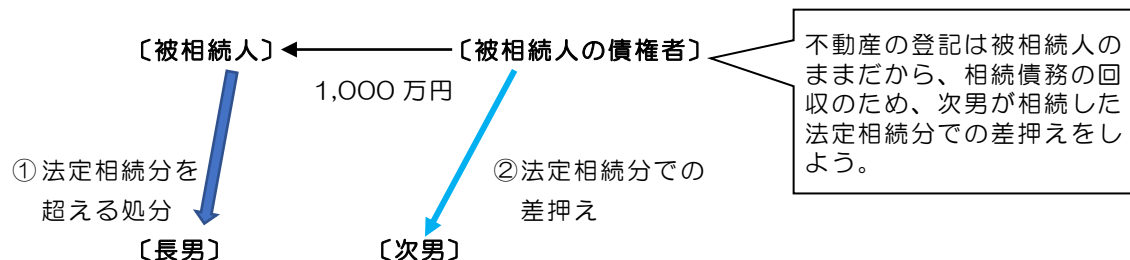 〔被相続人〕
〔被相続人の債権者〕
1,000 万円
不動産の登記は被相続人の
ままだから、相続債務の回
収のため、次男が相続した
法定相続分での差押えをし
よう。
①法定相続分を
超える処分
②法定相続分での
差押え
〔長男〕
〔次男〕